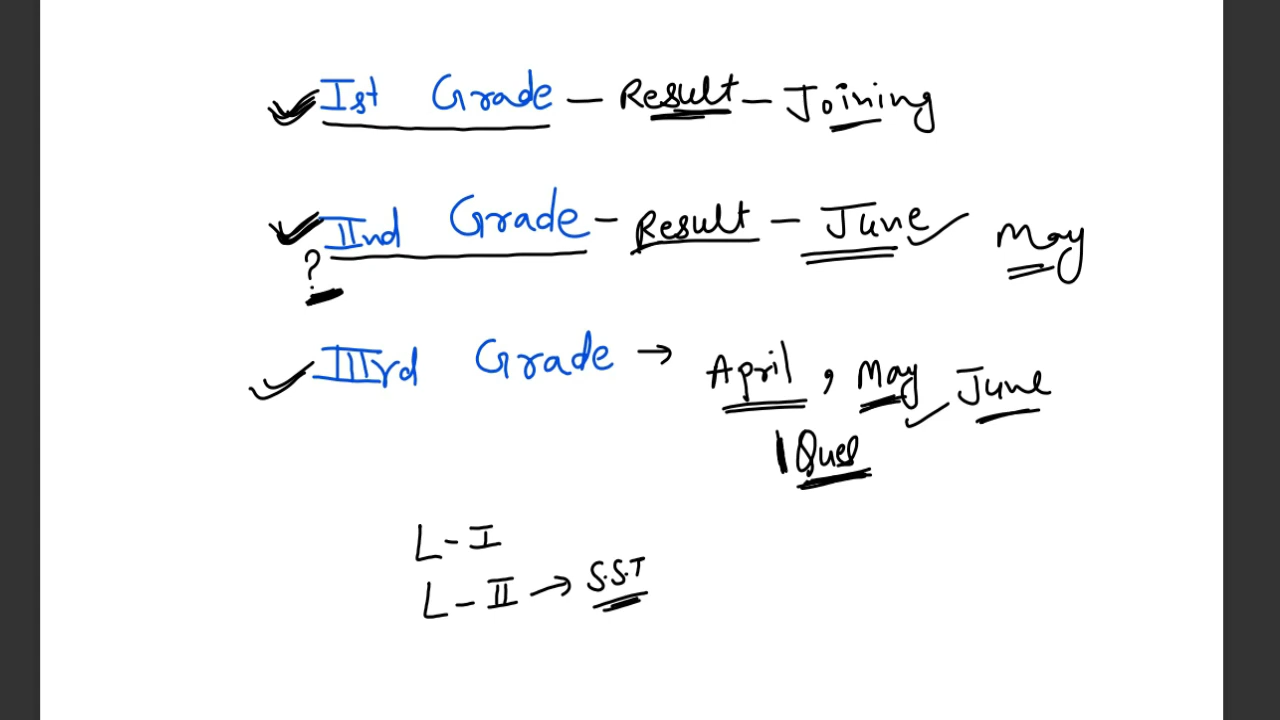 Ist Grade - Result - Joining
IInd Grade - Result - June May
?
IIIrd Grade → April, May June
1 Ques
L - I
L - II → S.S.T